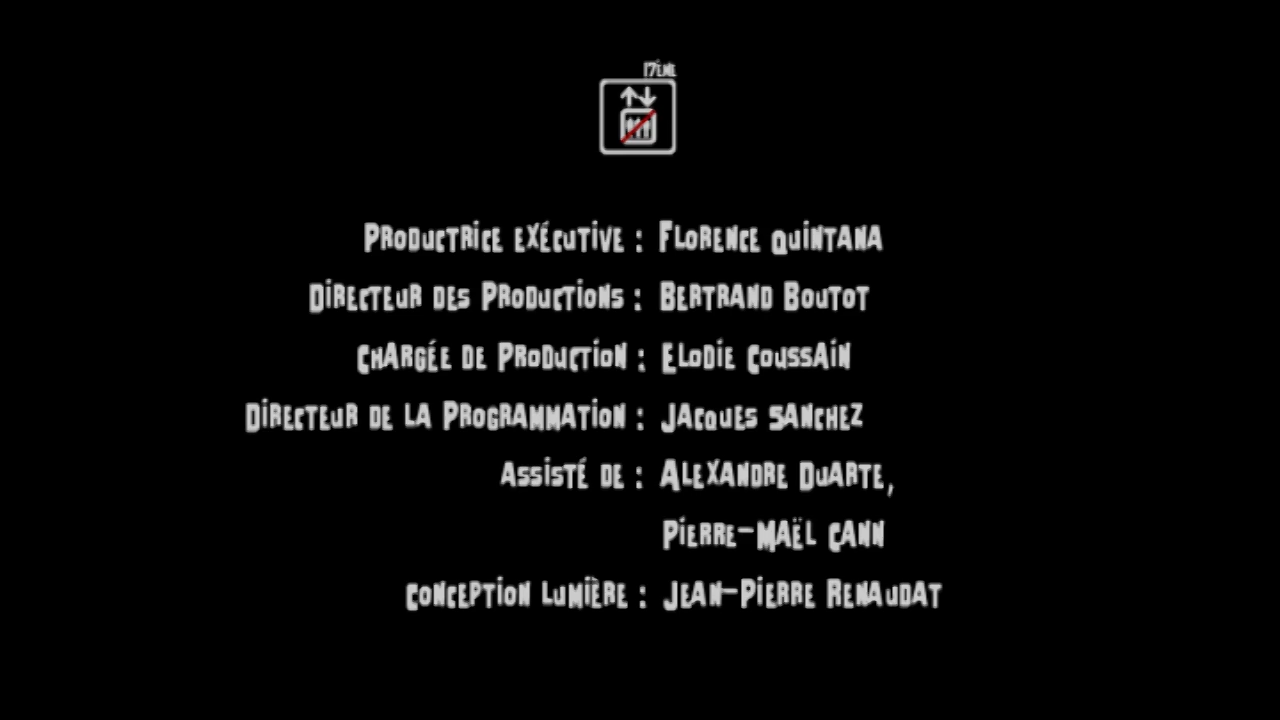 17ème
Productrice exécutive : Florence Quintana
Directeur des Productions : Bertrand Boutot
Chargée de Production : Elodie Coussain
Directeur de la Programmation : Jacques Sanchez
Assisté de : Alexandre Duarte,
Pierre-Maël Cann
Conception Lumière : Jean-Pierre Renaudat